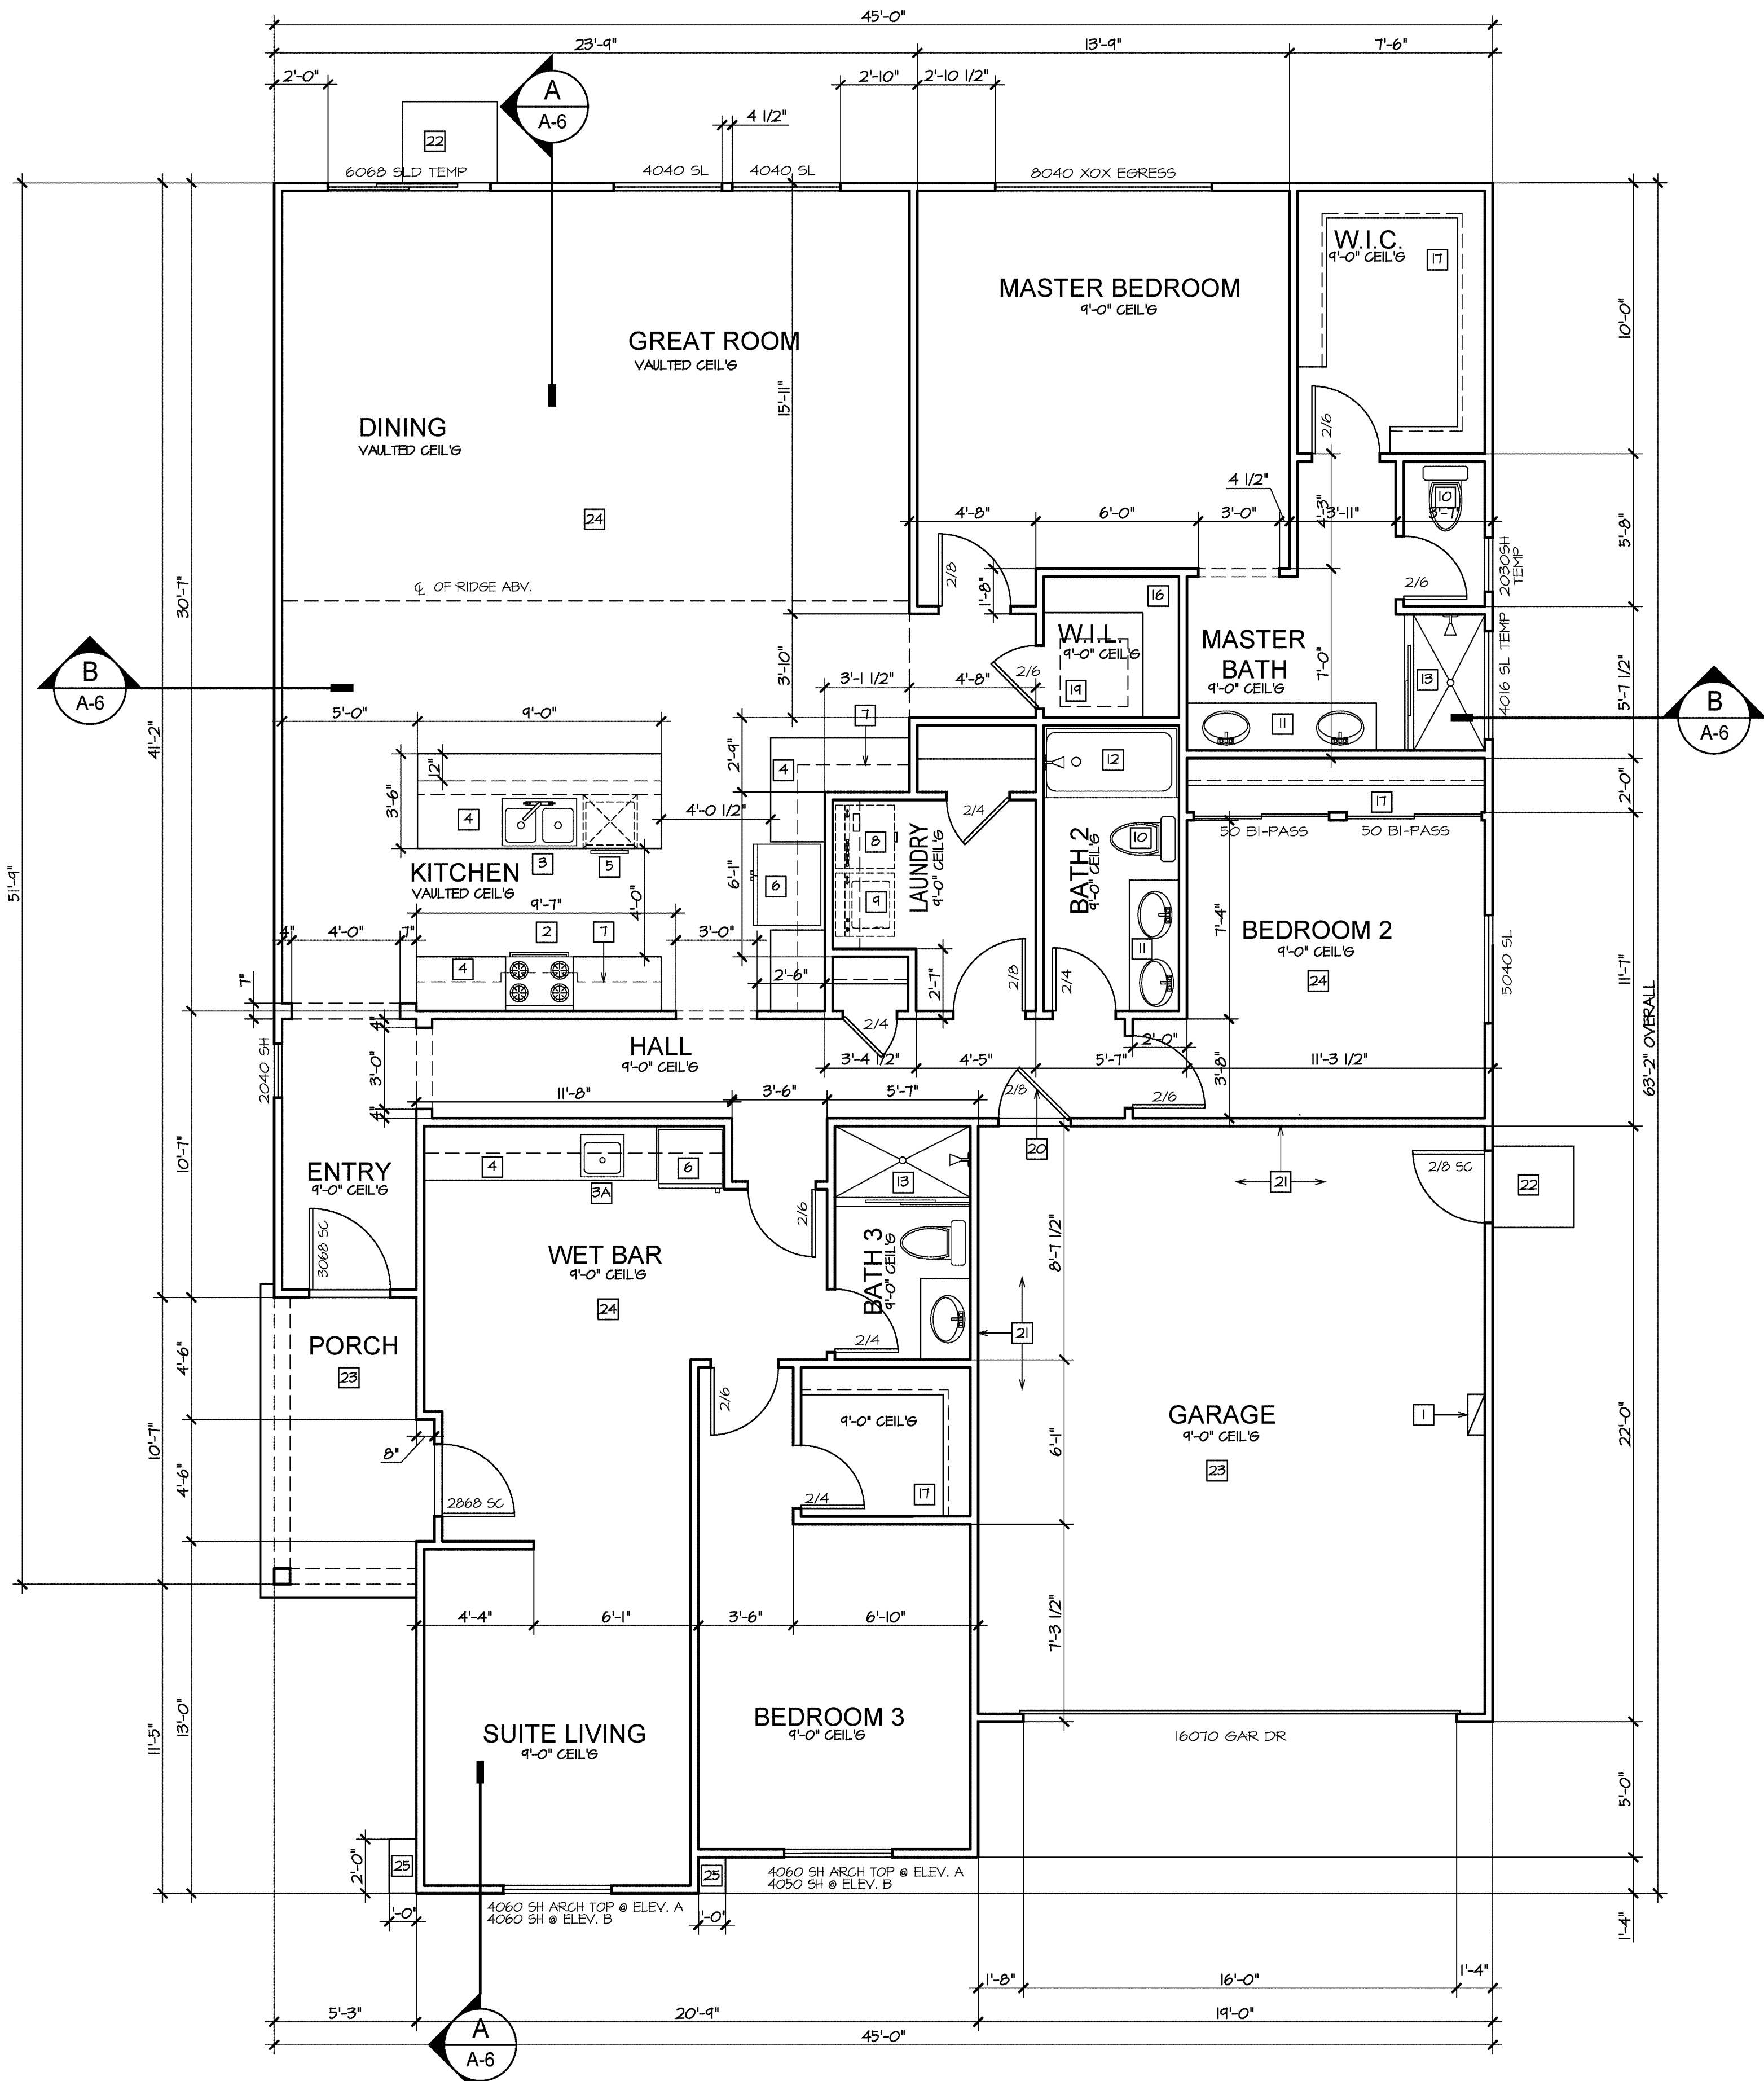 45'-0"
23'-9"
13'-9"
7'-6"
2'-0"
2'-10"
2'-10 1/2"
4 1/2"
A
A-6
22
6068 SLD TEMP
4040 SL
4040 SL
8040 XOX EGRESS
W.I.C.
9'-0" CEIL'G
17
MASTER BEDROOM
9'-0" CEIL'G
GREAT ROOM
VAULTED CEIL'G
15'-11"
10'-0"
DINING
VAULTED CEIL'G
2/6
24
4 1/2"
10
4'-8"
6'-0"
3'-0"
4'-3"
3'-11"
3'-7"
5'-8"
2030SH
TEMP
℄ OF RIDGE ABV.
2/8
1'-8"
2/6
30'-7"
16
W.I.L.
9'-0" CEIL'G
19
2/6
MASTER
BATH
9'-0" CEIL'G
7'-0"
13
4016 SL TEMP
5'-7 1/2"
B
A-6
B
A-6
3'-10"
3'-1 1/2"
4'-8"
5'-0"
9'-0"
7
11
41'-2"
12"
3'-6"
4
3
5
4'-0 1/2"
2'-9"
4
12
2'-0"
17
50 BI-PASS
50 BI-PASS
2/4
KITCHEN
VAULTED CEIL'G
9'-7"
4'-0"
6'-1"
6
8
9
LAUNDRY
9'-0" CEIL'G
BATH 2
9'-0" CEIL'G
10
11
51'-9"
7'-4"
BEDROOM 2
9'-0" CEIL'G
24
5040 SL
11'-7"
4"
4'-0"
7"
2
7
4
3'-0"
2'-6"
2'-7"
2/8
2/4
7"
63'-2" OVERALL
2040 SH
4"
3'-0"
4"
HALL
9'-0" CEIL'G
2/4
3'-4 1/2"
4'-5"
5'-7"
2'-0"
3'-8"
11'-3 1/2"
11'-8"
3'-6"
5'-7"
2/8
2/6
20
10'-7"
ENTRY
9'-0" CEIL'G
3068 SC
4
3A
6
13
21
2/8 SC
22
2/6
WET BAR
9'-0" CEIL'G
24
BATH 3
9'-0" CEIL'G
8'-7 1/2"
21
2/4
PORCH
23
4'-6"
2/6
9'-0" CEIL'G
17
2/4
6'-1"
GARAGE
9'-0" CEIL'G
23
1
22'-0"
10'-7"
8"
4'-6"
2868 SC
4'-4"
6'-1"
3'-6"
6'-10"
7'-3 1/2"
11'-5"
13'-0"
SUITE LIVING
9'-0" CEIL'G
BEDROOM 3
9'-0" CEIL'G
16070 GAR DR
5'-0"
2'-0"
25
25
4060 SH ARCH TOP @ ELEV. A
4050 SH @ ELEV. B
4060 SH ARCH TOP @ ELEV. A
4060 SH @ ELEV. B
1'-0"
1'-0"
1'-4"
1'-8"
16'-0"
1'-4"
5'-3"
20'-9"
19'-0"
45'-0"
A
A-6